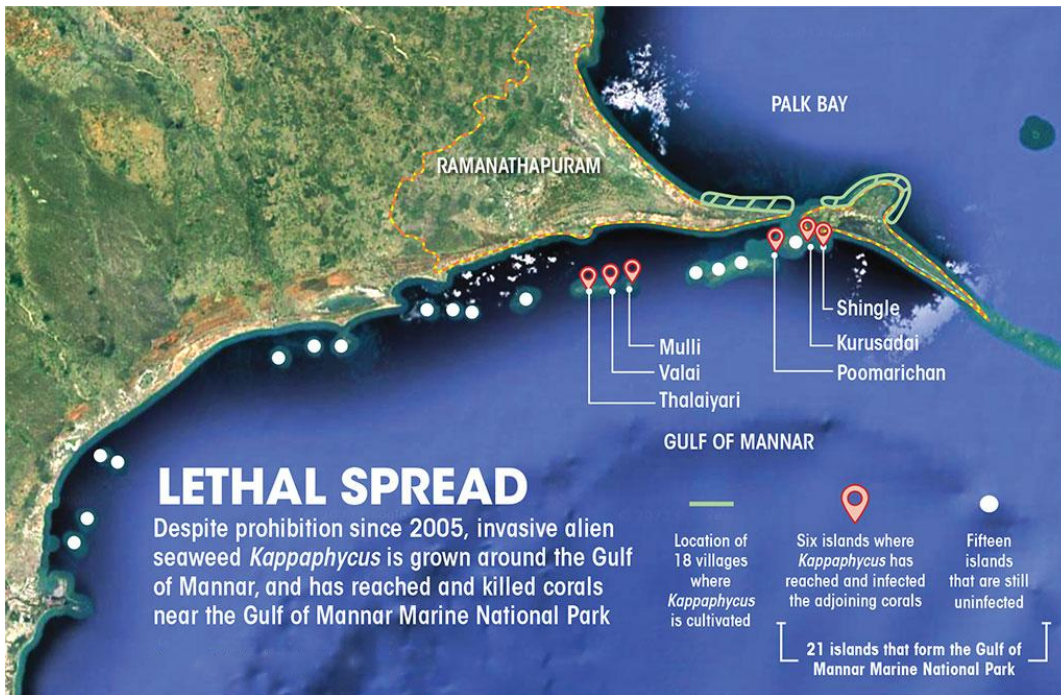 PALK BAY
RAMANATHAPURAM
Shingle
Kurusadai
Poomarichan
Mulli
Valai
Thalaiyari
GULF OF MANNAR
LETHAL SPREAD
Despite prohibition since 2005, invasive alien
seaweed Kappaphycus is grown around the Gulf
of Mannar, and has reached and killed corals
near the Gulf of Mannar Marine National Park
Location of
18 villages
where
Kappaphycus
is cultivated
Six islands where
Kappaphycus has
reached and infected
the adjoining corals
Fifteen
islands
that are still
uninfected
21 islands that form the Gulf of
Mannar Marine National Park